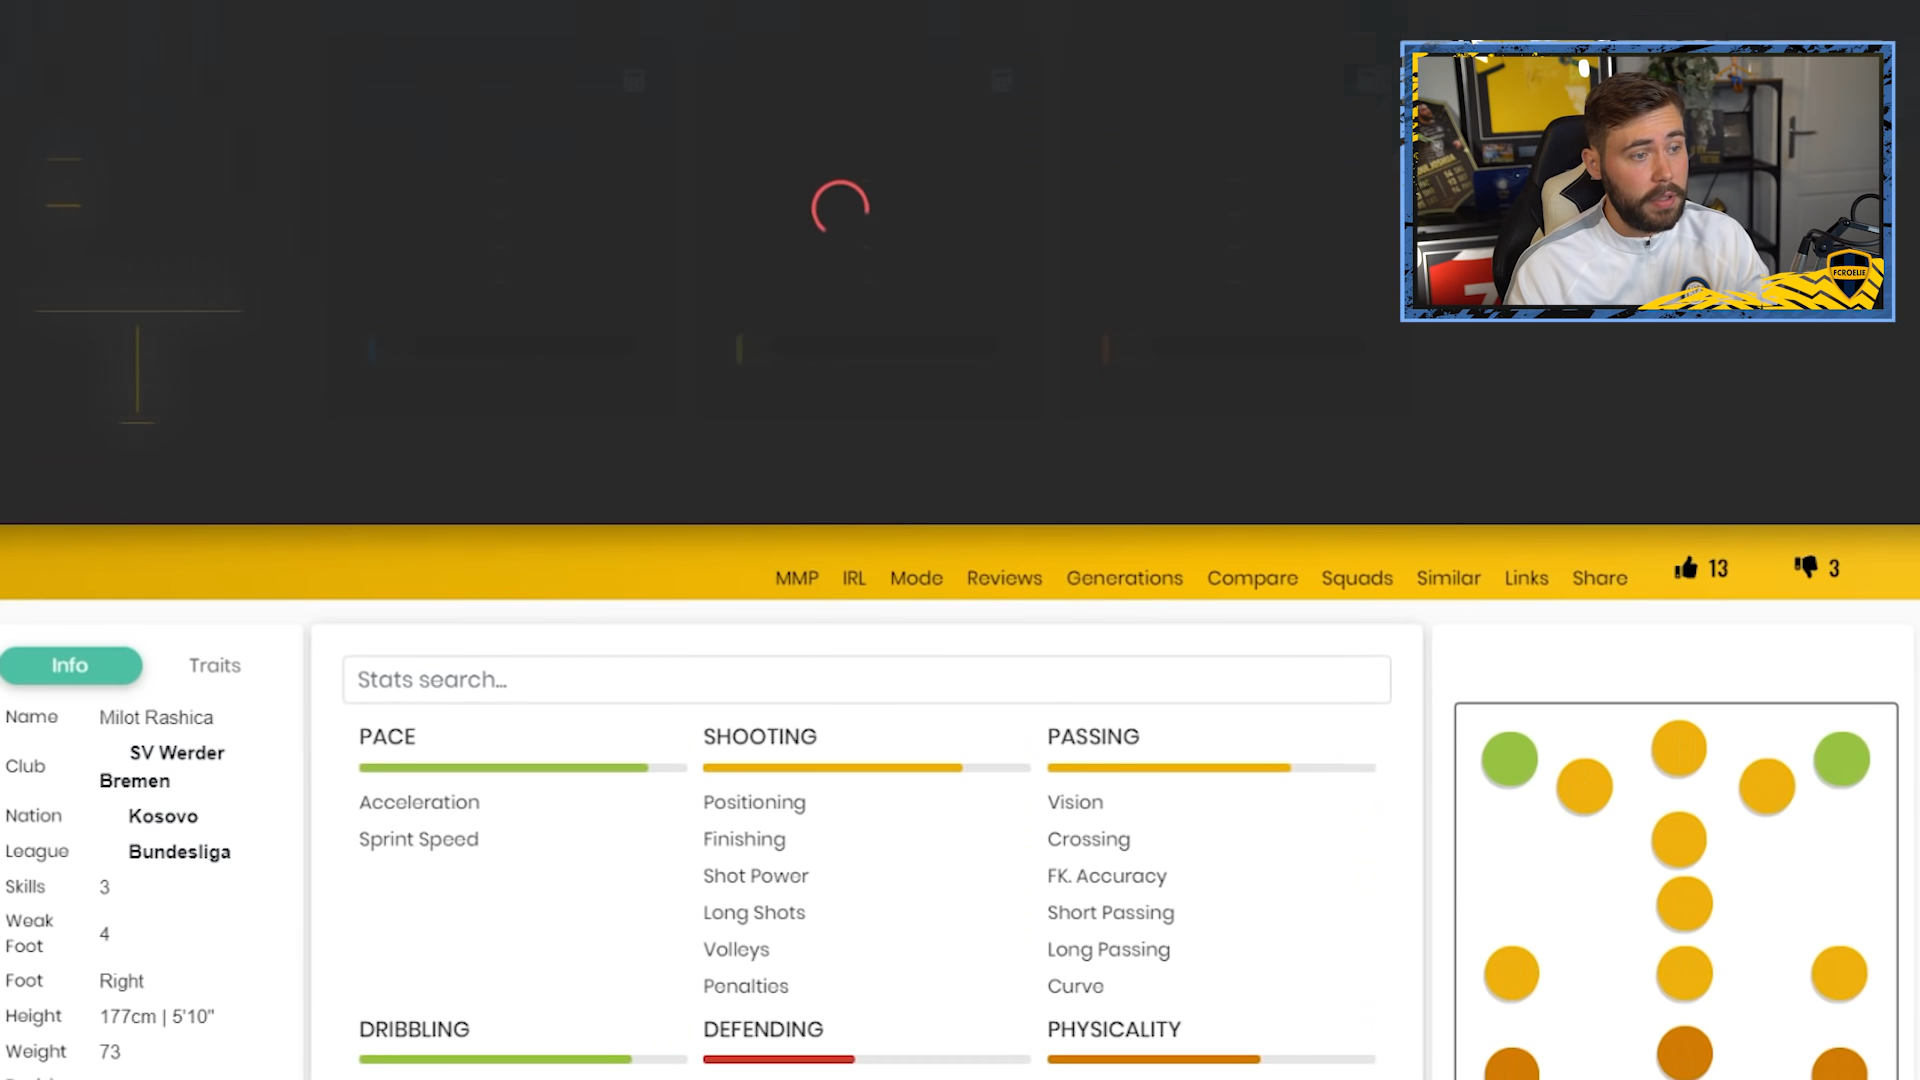 FCROELIE
MMP IRL Mode Reviews Generations Compare Squads Similar Links Share 13 3
Info Traits
Name Milot Rashica
Club SV Werder Bremen
Nation Kosovo
League Bundesliga
Skills 3
Weak Foot 4
Foot Right
Height 177cm | 5'10"
Weight 73
Stats search...
PACE
Acceleration
Sprint Speed
SHOOTING
Positioning
Finishing
Shot Power
Long Shots
Volleys
Penalties
PASSING
Vision
Crossing
FK. Accuracy
Short Passing
Long Passing
Curve
DRIBBLING
DEFENDING
PHYSICALITY